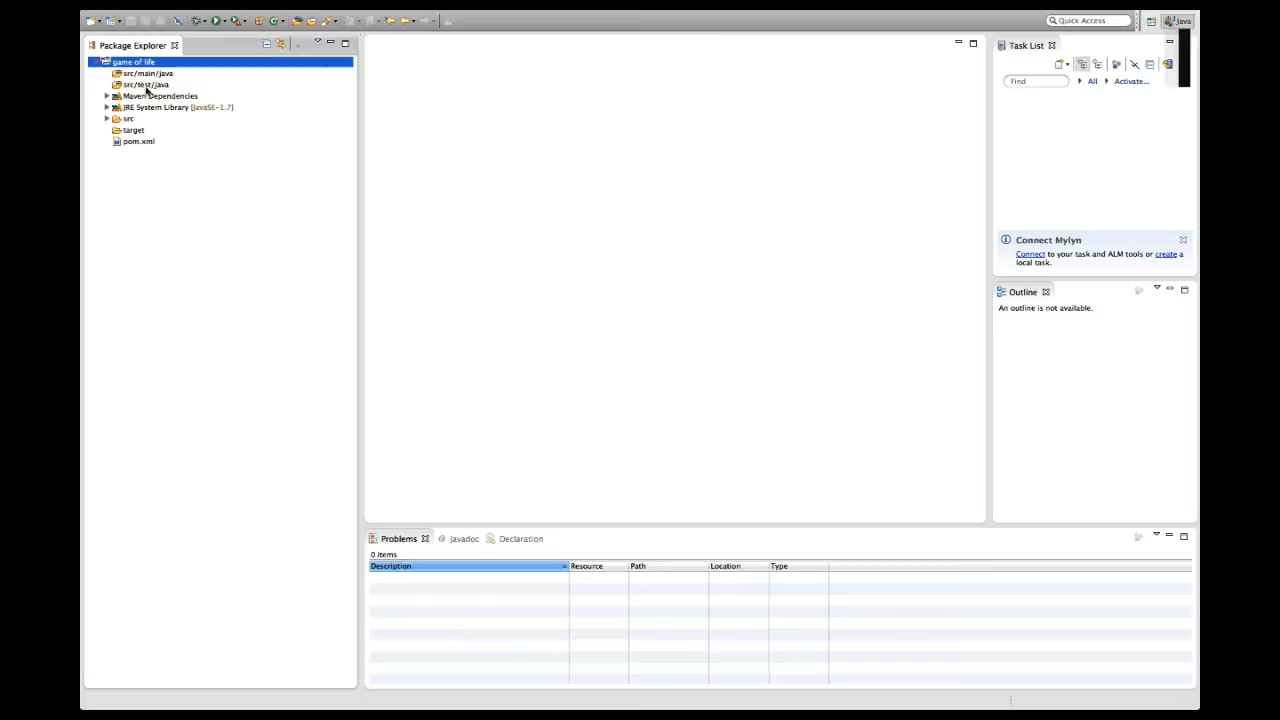 Quick Access
Java
Package Explorer
game of life
src/main/java
src/test/java
Maven Dependencies
JRE System Library [JavaSE-1.7]
src
target
pom.xml
Task List
Find
All
Activate...
Connect Mylyn
Connect to your task and ALM tools or create a
local task.
Outline
An outline is not available.
Problems
Javadoc
Declaration
0 items
Description Resource Path Location Type